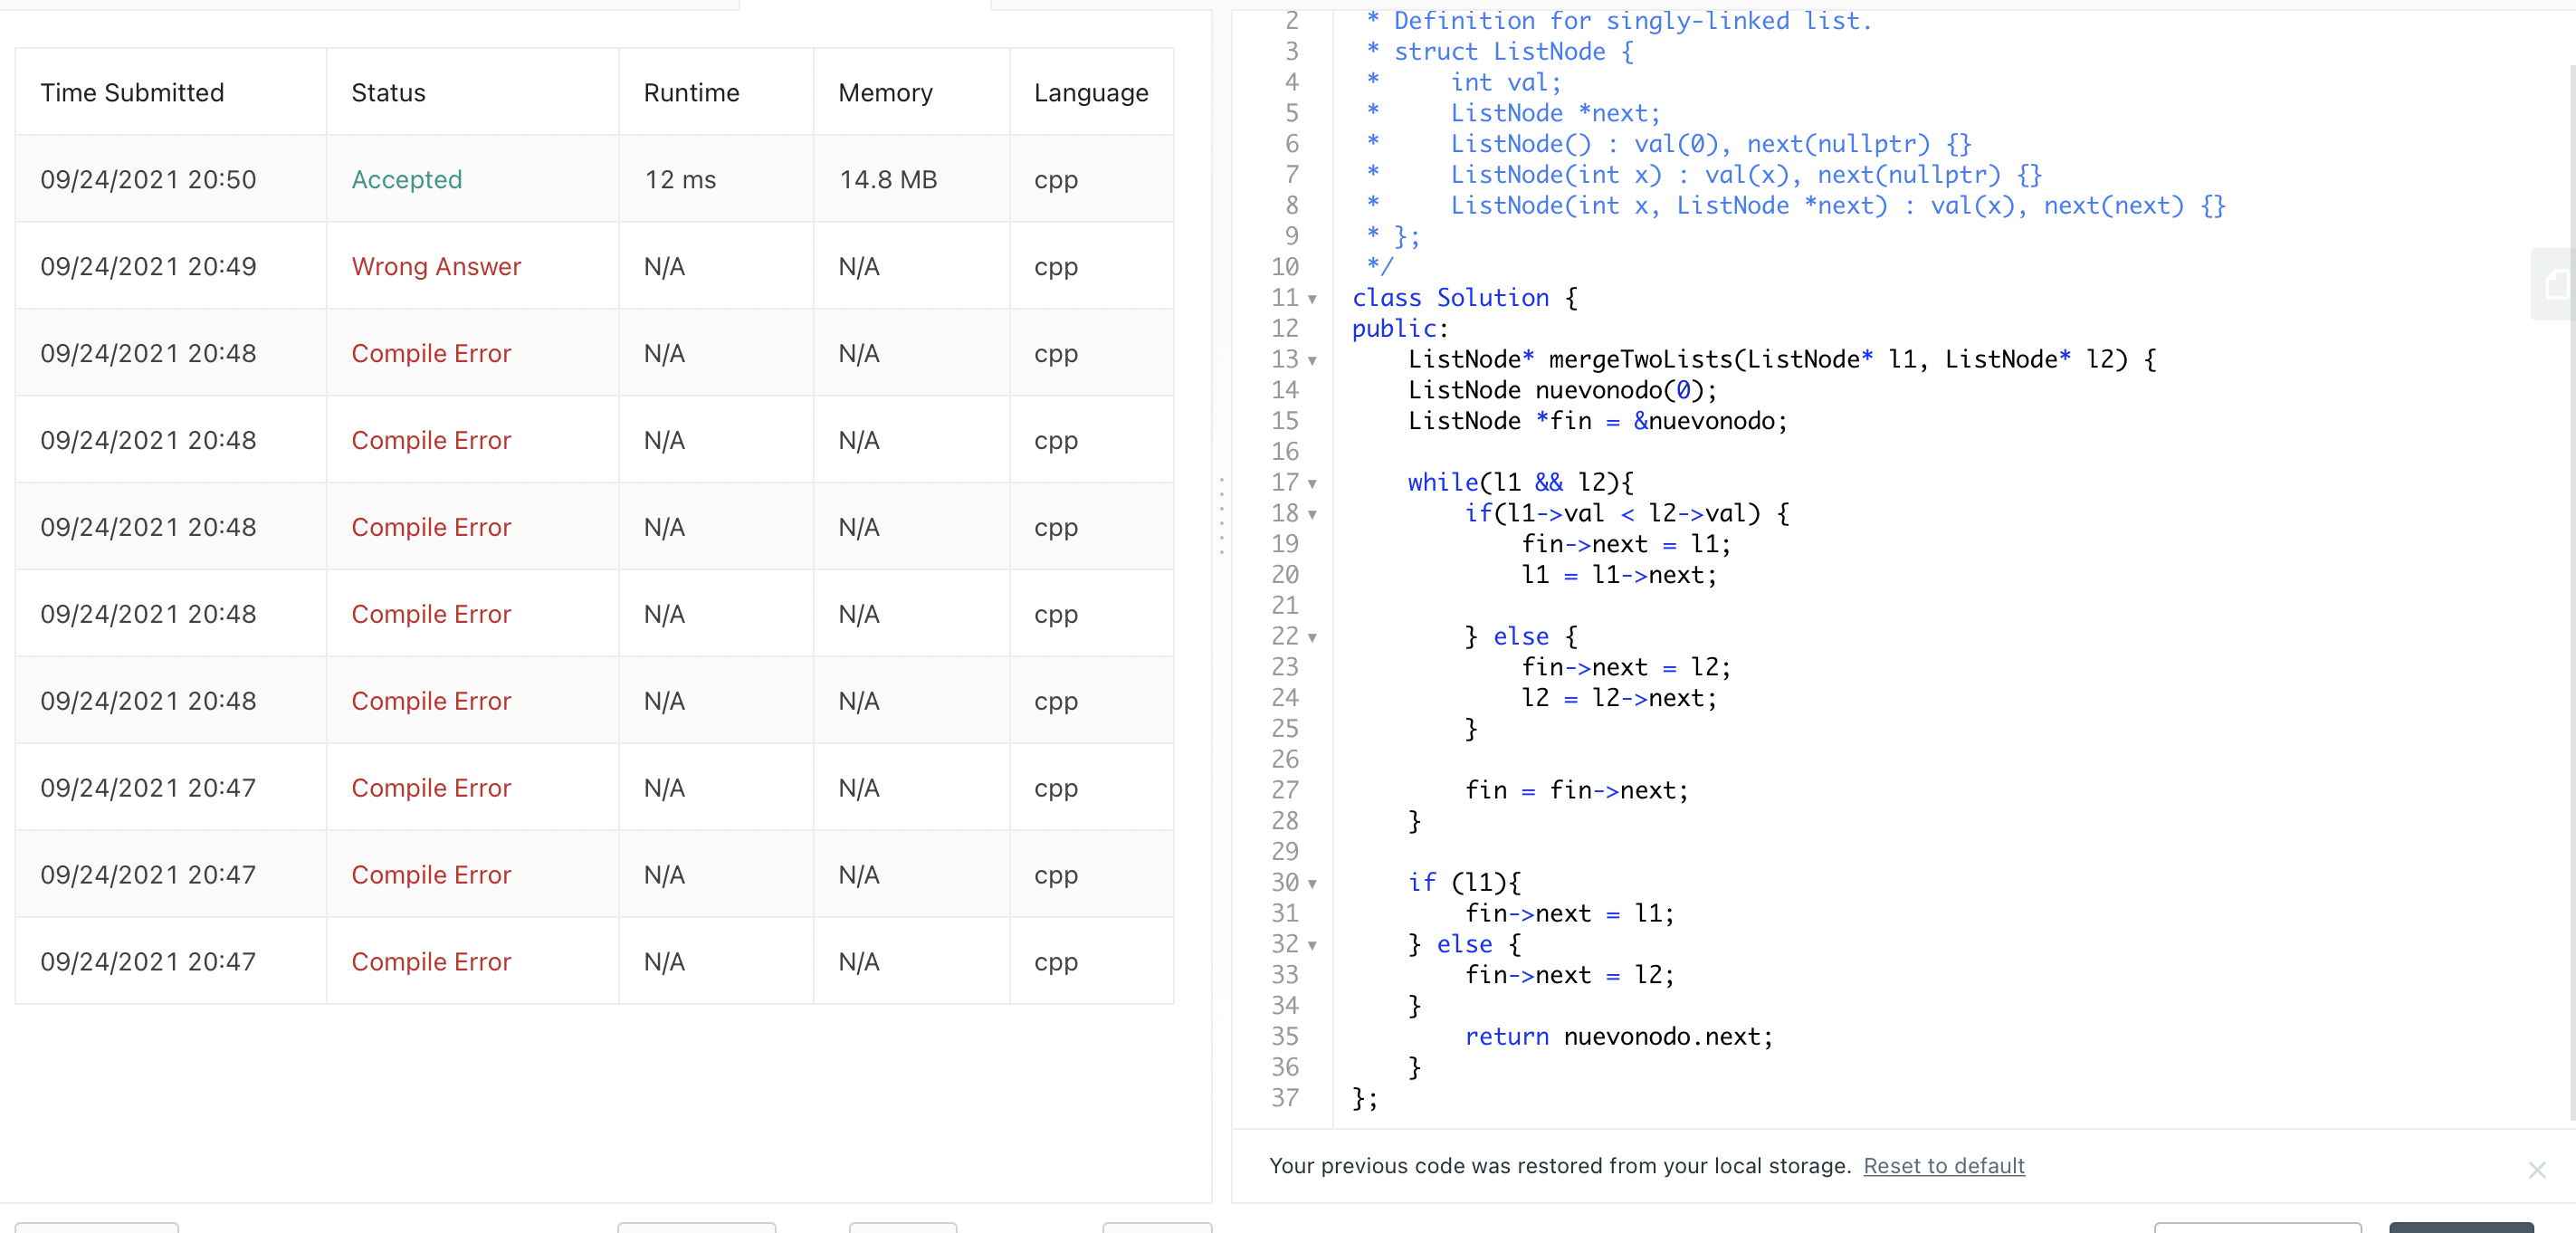 Time Submitted Status Runtime Memory Language
09/24/2021 20:50 Accepted 12 ms 14.8 MB cpp
09/24/2021 20:49 Wrong Answer N/A N/A cpp
09/24/2021 20:48 Compile Error N/A N/A cpp
09/24/2021 20:48 Compile Error N/A N/A cpp
09/24/2021 20:48 Compile Error N/A N/A cpp
09/24/2021 20:48 Compile Error N/A N/A cpp
09/24/2021 20:48 Compile Error N/A N/A cpp
09/24/2021 20:47 Compile Error N/A N/A cpp
09/24/2021 20:47 Compile Error N/A N/A cpp
09/24/2021 20:47 Compile Error N/A N/A cpp
2 * Definition for singly-linked list.
3 * struct ListNode {
4 *     int val;
5 *     ListNode *next;
6 *     ListNode() : val(0), next(nullptr) {}
7 *     ListNode(int x) : val(x), next(nullptr) {}
8 *     ListNode(int x, ListNode *next) : val(x), next(next) {}
9 * };
10 */
11 class Solution {
12 public:
13     ListNode* mergeTwoLists(ListNode* l1, ListNode* l2) {
14     ListNode nuevonodo(0);
15     ListNode *fin = &nuevonodo;
16
17     while(l1 && l2){
18         if(l1->val < l2->val) {
19             fin->next = l1;
20             l1 = l1->next;
21
22         } else {
23             fin->next = l2;
24             l2 = l2->next;
25         }
26
27         fin = fin->next;
28     }
29
30     if (l1){
31         fin->next = l1;
32     } else {
33         fin->next = l2;
34     }
35         return nuevonodo.next;
36     }
37 };
Your previous code was restored from your local storage. Reset to default